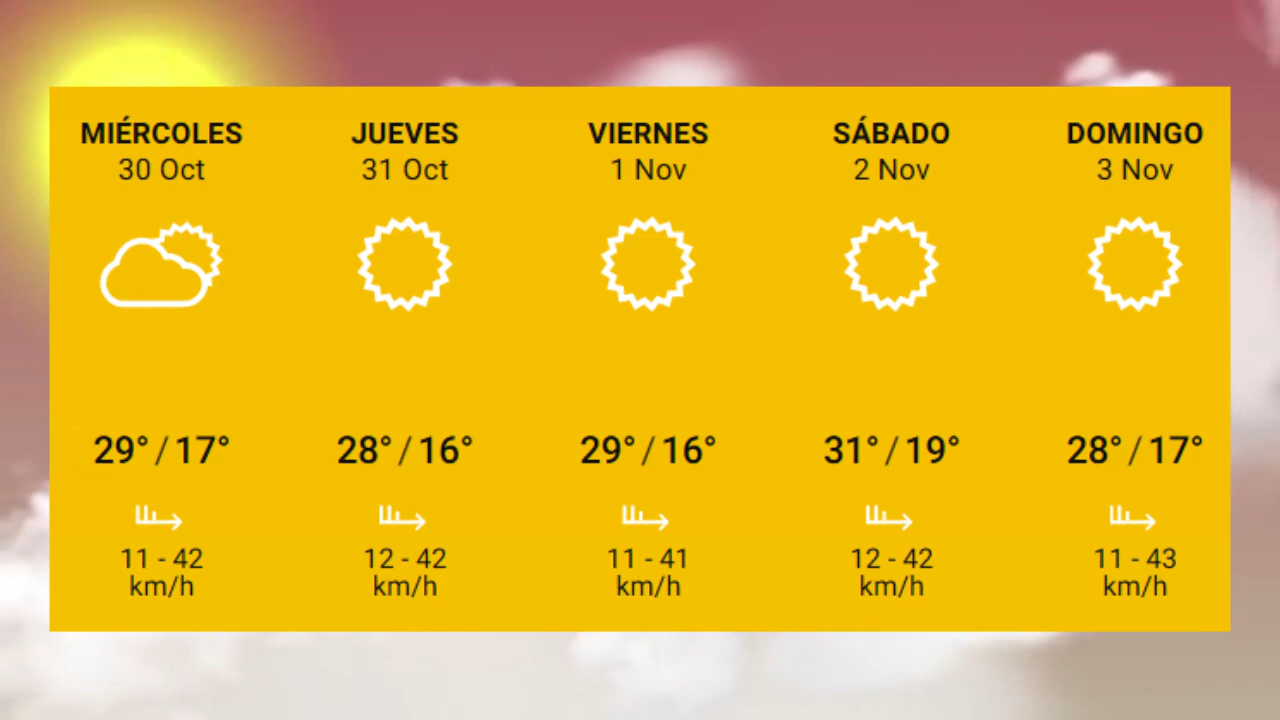 MIÉRCOLES
30 Oct
29° / 17°
11 - 42
km/h
JUEVES
31 Oct
28° / 16°
12 - 42
km/h
VIERNES
1 Nov
29° / 16°
11 - 41
km/h
SÁBADO
2 Nov
31° / 19°
12 - 42
km/h
DOMINGO
3 Nov
28° / 17°
11 - 43
km/h